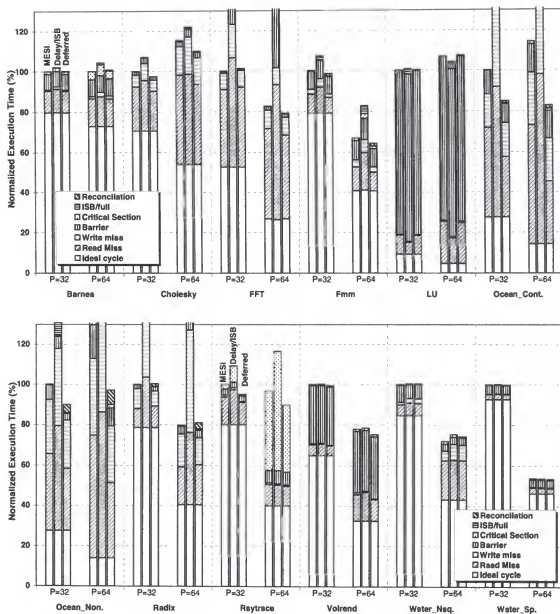 Normalized Execution Time (%)
120
100
80
60
40
20
0
MESI
Delay/ISB
Deferred
Reconcilation
ISB/full
Critical Section
Barrier
Write miss
Read Miss
Ideal cycle
P=32 P=64 P=32 P=64 P=32 P=64 P=32 P=64 P=32 P=64 P=32 P=64
Barnes Cholesky FFT Fmm LU Ocean_Cont.
Normalized Execution Time (%)
120
100
80
60
40
20
0
MESI
Delay/ISB
Deferred
Reconcilation
ISB/full
Critical Section
Barrier
Write miss
Read Miss
Ideal cycle
P=32 P=64 P=32 P=64 P=32 P=64 P=32 P=64 P=32 P=64 P=32 P=64
Ocean_Non. Radix Raytrace Volrend Water_Nsq. Water_Sp.